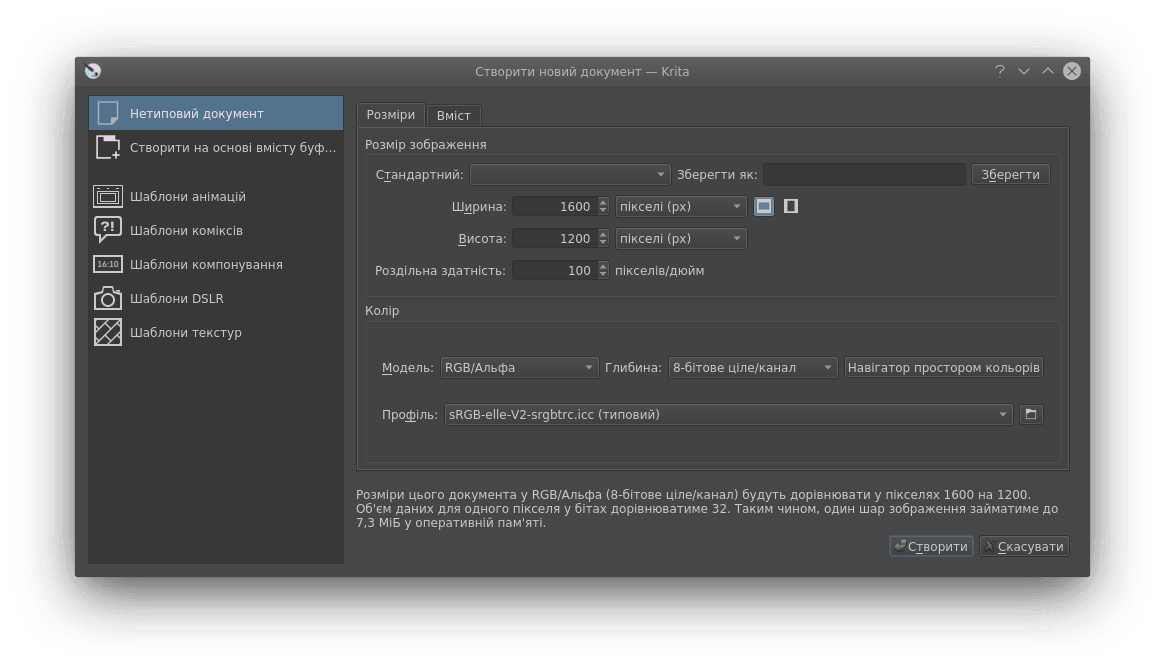 Створити новий документ — Krita
Нетиповий документ
Створити на основі вмісту буф...
Шаблони анімацій
?!
Шаблони коміксів
16:10
Шаблони компонування
Шаблони DSLR
Шаблони текстур
Розміри
Вміст
Розмір зображення
Стандартний:
Зберегти як:
Зберегти
Ширина: 1600 пікселі (px)
Висота: 1200 пікселі (px)
Роздільна здатність: 100 пікселів/дюйм
Колір
Модель: RGB/Альфа Глибина: 8-бітове ціле/канал Навігатор простором кольорів
Профіль: sRGB-elle-V2-srgbtrc.icc (типовий)
Розміри цього документа у RGB/Альфа (8-бітове ціле/канал) будуть дорівнювати у пікселях 1600 на 1200.
Об'єм даних для одного пікселя у бітах дорівнюватиме 32. Таким чином, один шар зображення займатиме до
7,3 МіБ у оперативній пам'яті.
Створити
Скасувати